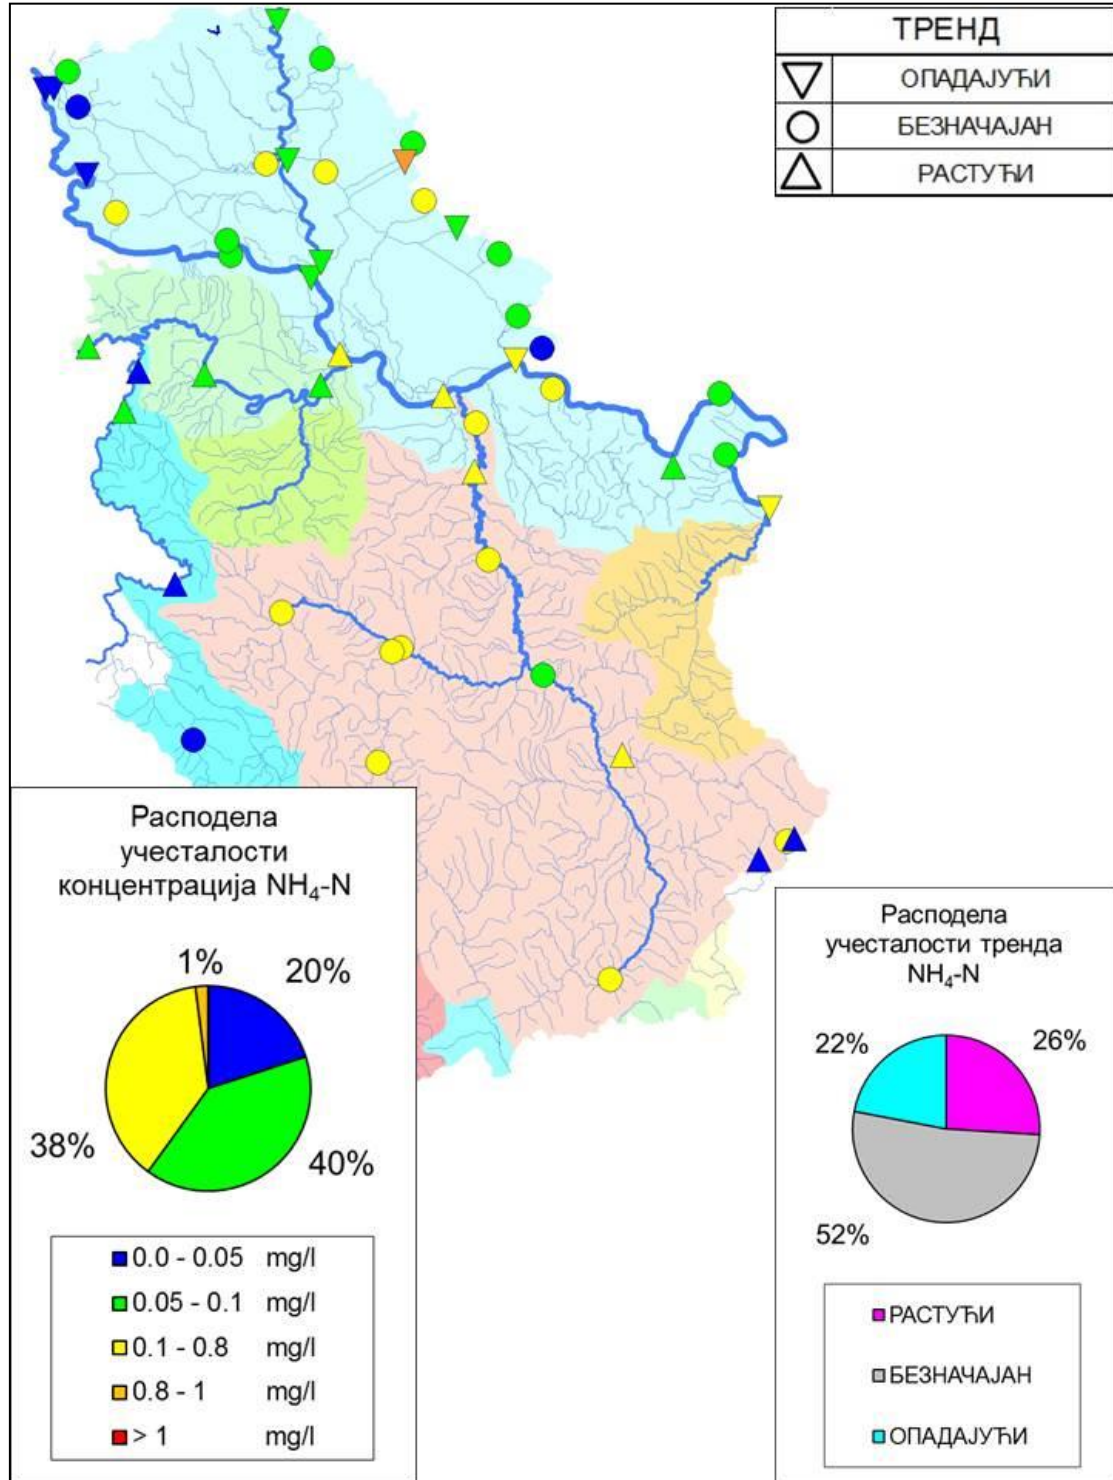 ТРЕНД
ОПАДАЈУЋИ
БЕЗНАЧАЈАН
РАСТУЋИ
Расподела
учесталости
концентрација NH₄-N
1%
20%
38%
40%
0.0 - 0.05 mg/l
0.05 - 0.1 mg/l
0.1 - 0.8 mg/l
0.8 - 1 mg/l
> 1 mg/l
Расподела
учесталости тренда
NH₄-N
22%
26%
52%
РАСТУЋИ
БЕЗНАЧАЈАН
ОПАДАЈУЋИ